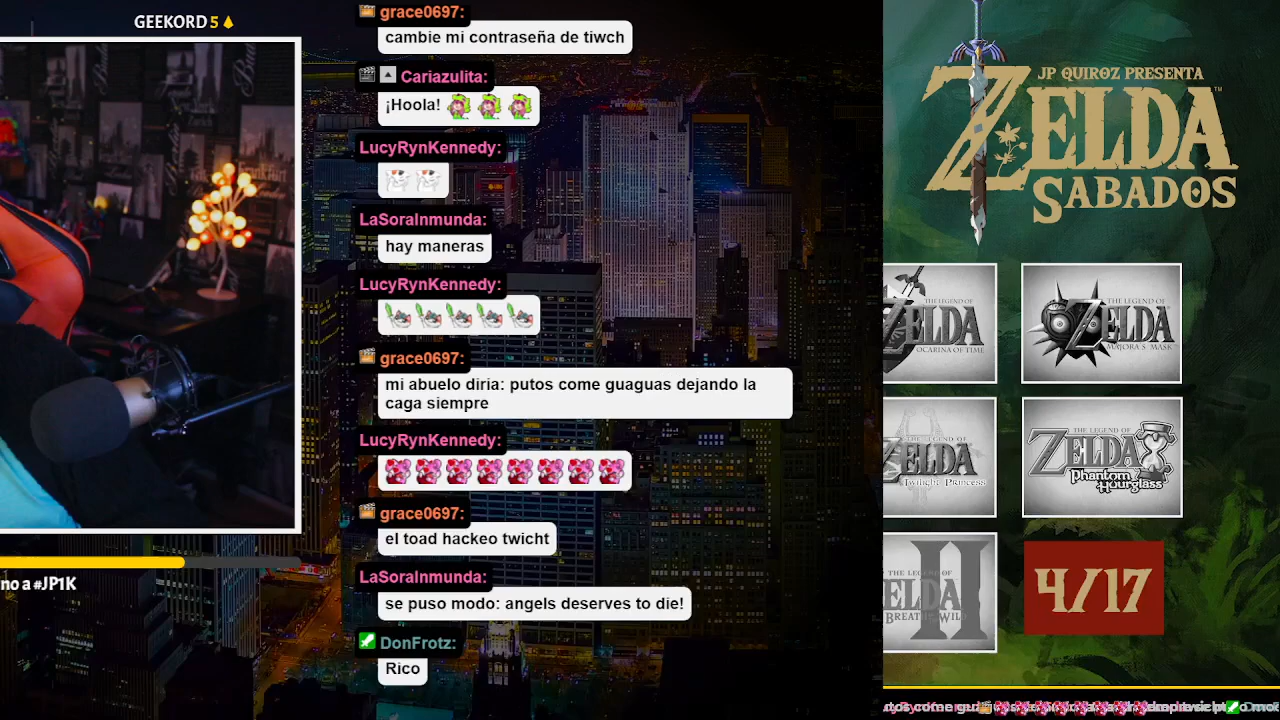 GEEKORD 5
no a #JP1K
grace0697:
cambie mi contraseña de tiwch
Cariazulita:
¡Hoola!
LucyRynKennedy:
LaSoraInmunda:
hay maneras
LucyRynKennedy:
grace0697:
mi abuelo diria: putos come guaguas dejando la
caga siempre
LucyRynKennedy:
grace0697:
el toad hackeo twicht
LaSoraInmunda:
se puso modo: angels deserves to die!
DonFrotz:
Rico
JP QUIROZ PRESENTA
ZELDA™
SABADOS
THE LEGEND OF
ZELDA
OCARINA OF TIME
THE LEGEND OF
ZELDA
MAJORA'S MASK
THE LEGEND OF
ZELDA
Twilight Princess
THE LEGEND OF
ZELDA
Phantom
Hourglass
THE LEGEND OF
ELDA
BREATH WILD
II
4/17